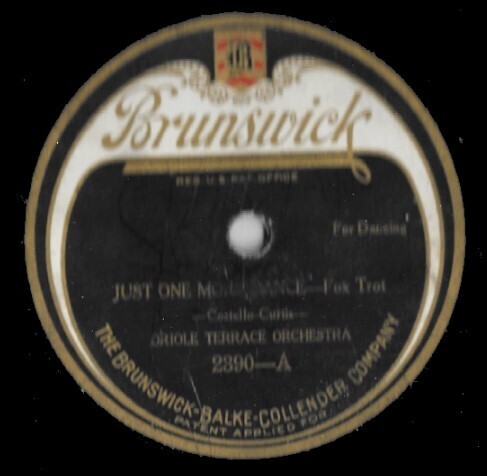 B
Brunswick
REG. U.S. PAT. OFFICE
For Dancing
JUST ONE MORE DANCE—Fox Trot
—Costello-Curtis—
ORIOLE TERRACE ORCHESTRA
2390—A
THE BRUNSWICK-BALKE-COLLENDER COMPANY
PATENT APPLIED FOR